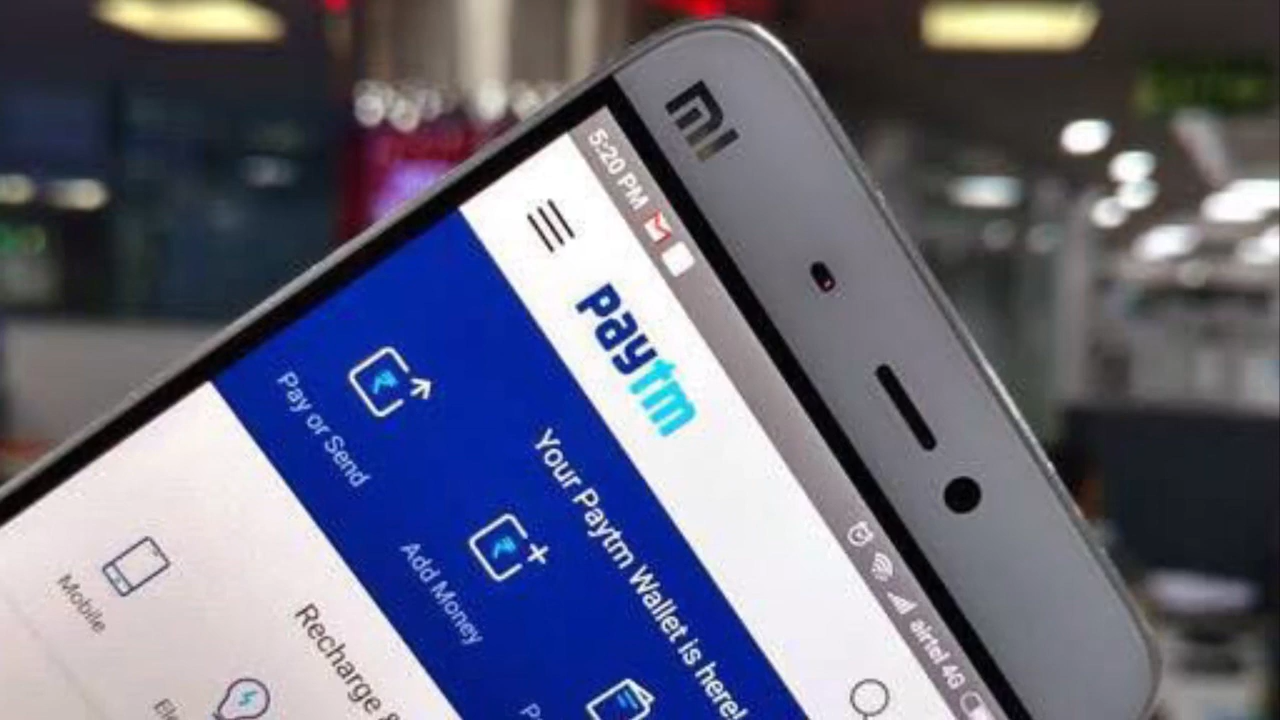 mi
5:20 PM
airtel 4G
paytm
Your Paytm Wallet is here!
Pay or Send
Add Money
Recharge &
Mobile